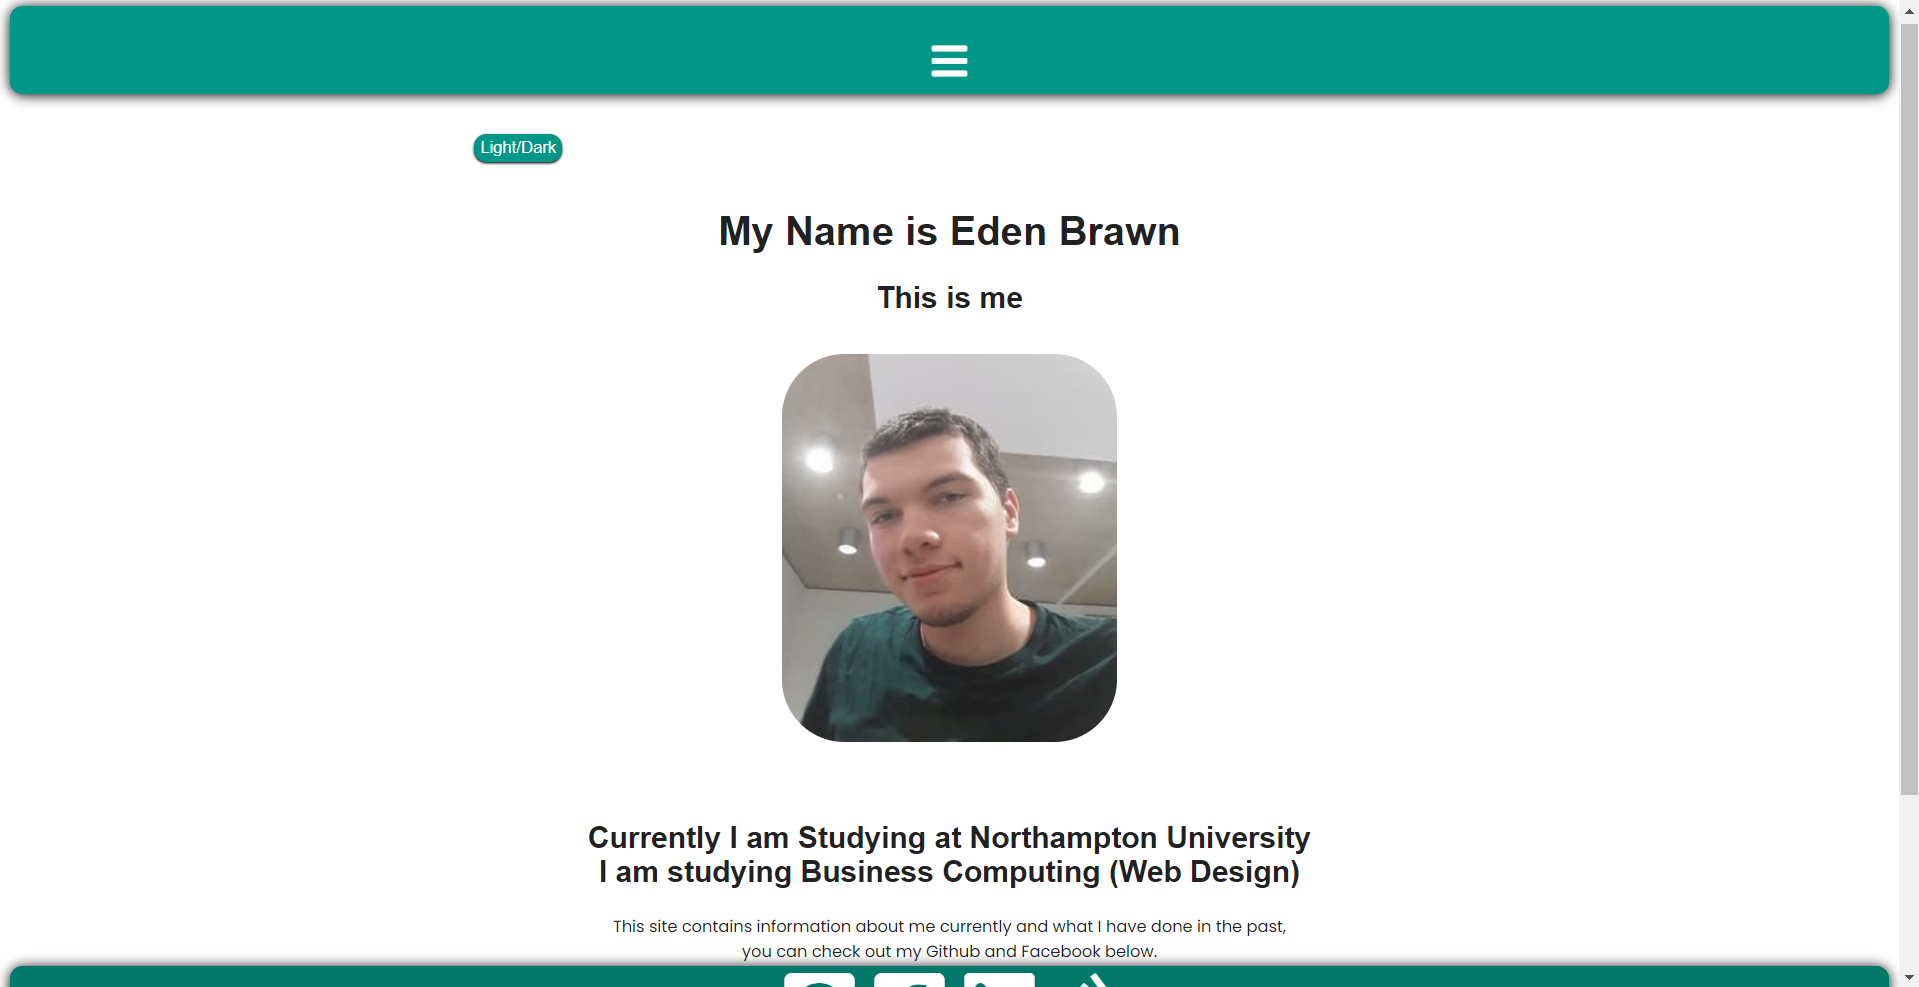 Light/Dark
My Name is Eden Brawn
This is me
Currently I am Studying at Northampton University
I am studying Business Computing (Web Design)
This site contains information about me currently and what I have done in the past,
you can check out my Github and Facebook below.